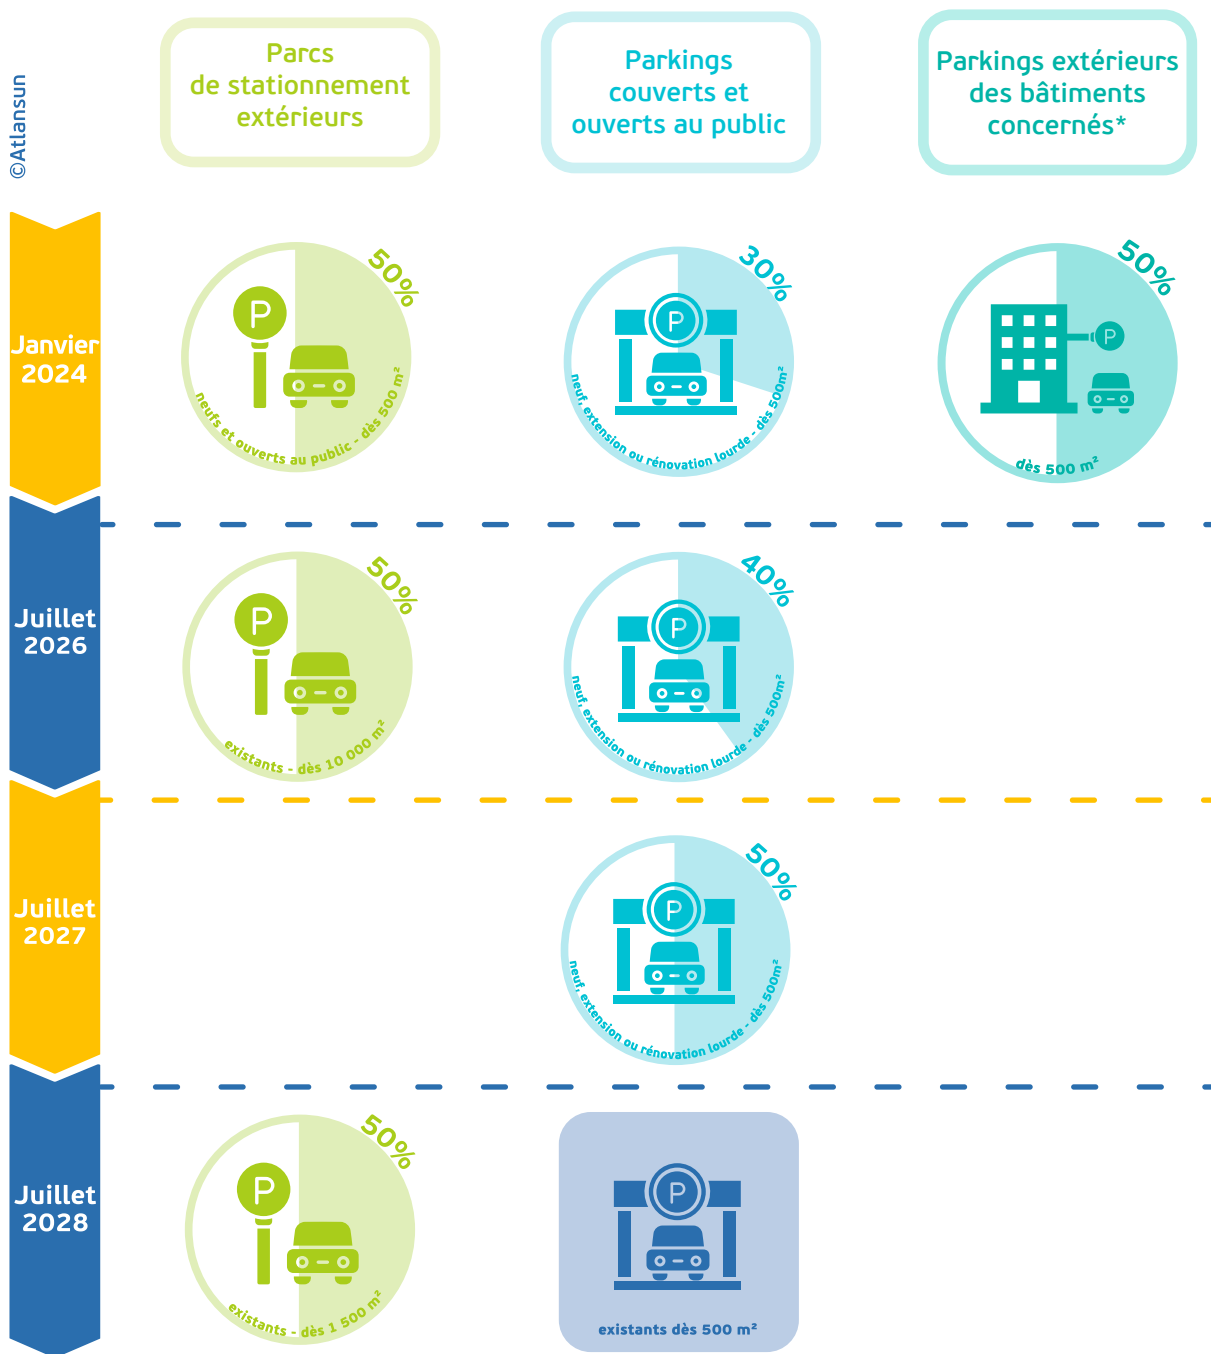 ©Atlansun
Parcs
de stationnement
extérieurs
Parkings
couverts et
ouverts au public
Parkings extérieurs
des bâtiments
concernés*
Janvier
2024
50%
P
neufs et ouverts au public - dès 500 m²
30%
P
neuf, extension ou rénovation lourde - dès 500m²
50%
P
dès 500 m²
Juillet
2026
50%
P
existants - dès 10 000 m²
40%
P
neuf, extension ou rénovation lourde - dès 500m²
Juillet
2027
50%
P
neuf, extension ou rénovation lourde - dès 500m²
Juillet
2028
50%
P
existants - dès 1 500 m²
P
existants dès 500 m²